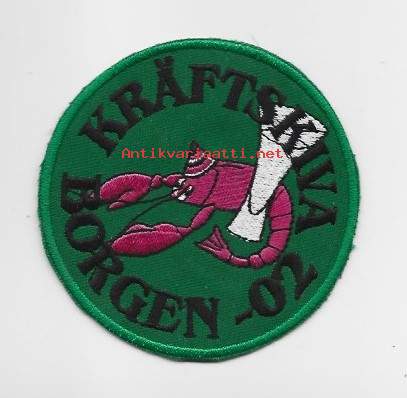 KRÄFTSKIVA
Antikvariaatti.net
BORGEN -02